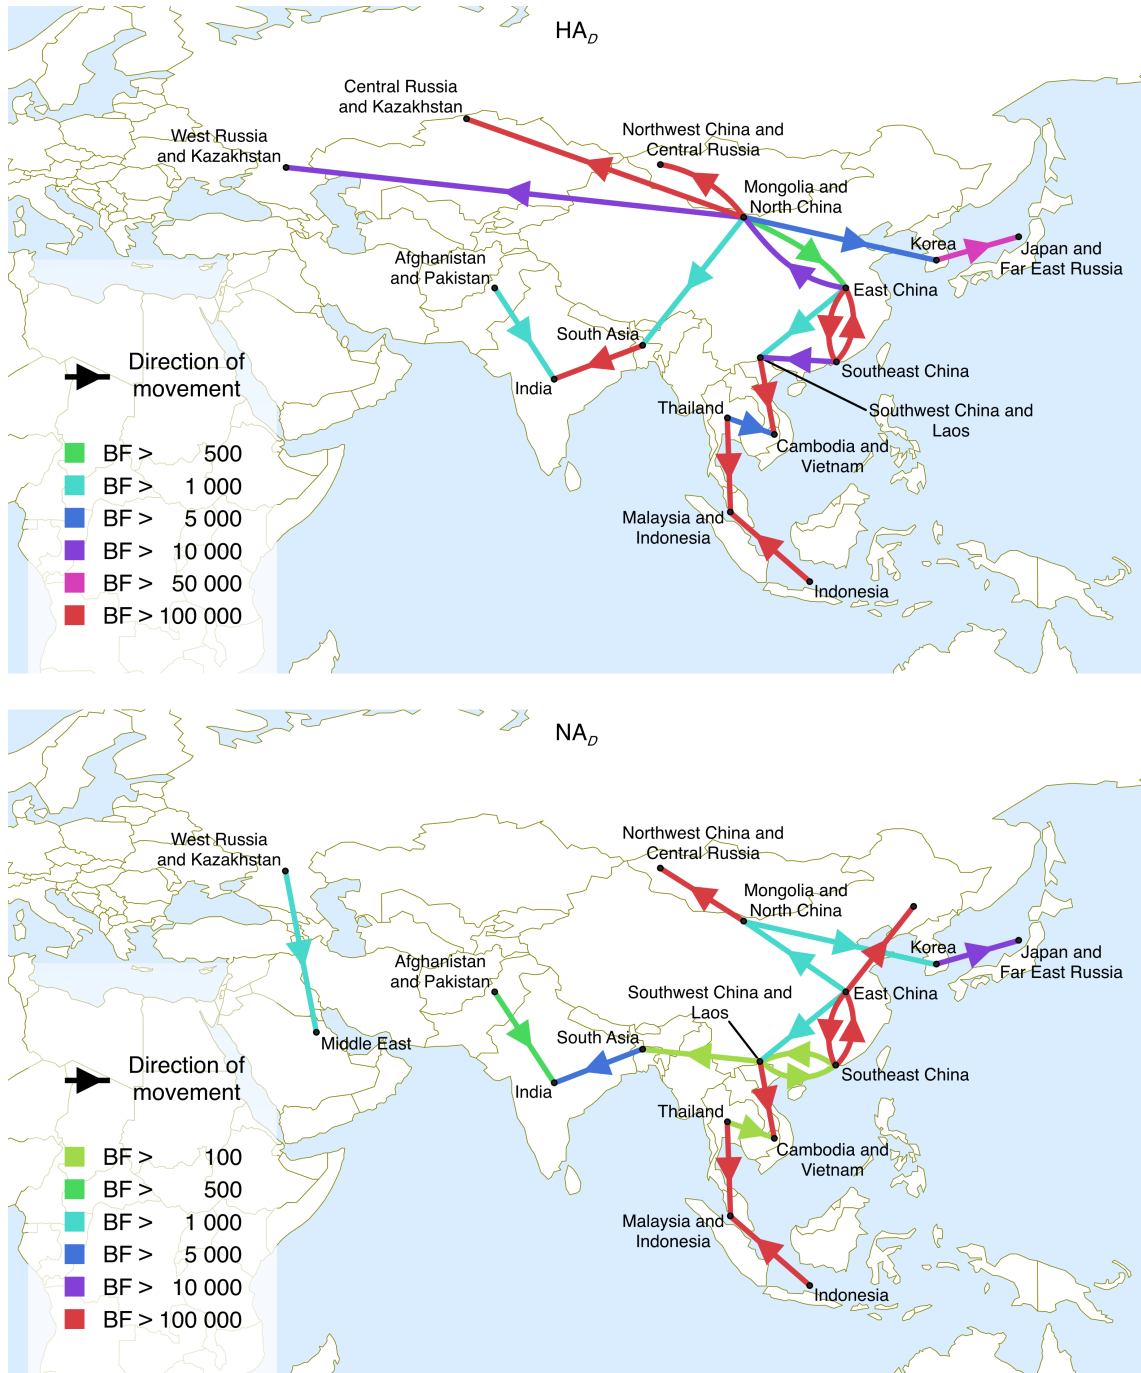 HA_D
Central Russia
and Kazakhstan
West Russia
and Kazakhstan
Northwest China and
Central Russia
Mongolia and
North China
Korea
Japan and
Far East Russia
Afghanistan
and Pakistan
East China
South Asia
India
Southeast China
Southwest China and
Laos
Thailand
Cambodia and
Vietnam
Malaysia and
Indonesia
Indonesia
Direction of
movement
BF > 500
BF > 1 000
BF > 5 000
BF > 10 000
BF > 50 000
BF > 100 000
NA_D
West Russia
and Kazakhstan
Northwest China and
Central Russia
Mongolia and
North China
Korea
Japan and
Far East Russia
Afghanistan
and Pakistan
Southwest China and
Laos
East China
South Asia
Middle East
India
Southeast China
Thailand
Cambodia and
Vietnam
Malaysia and
Indonesia
Indonesia
Direction of
movement
BF > 100
BF > 500
BF > 1 000
BF > 5 000
BF > 10 000
BF > 100 000